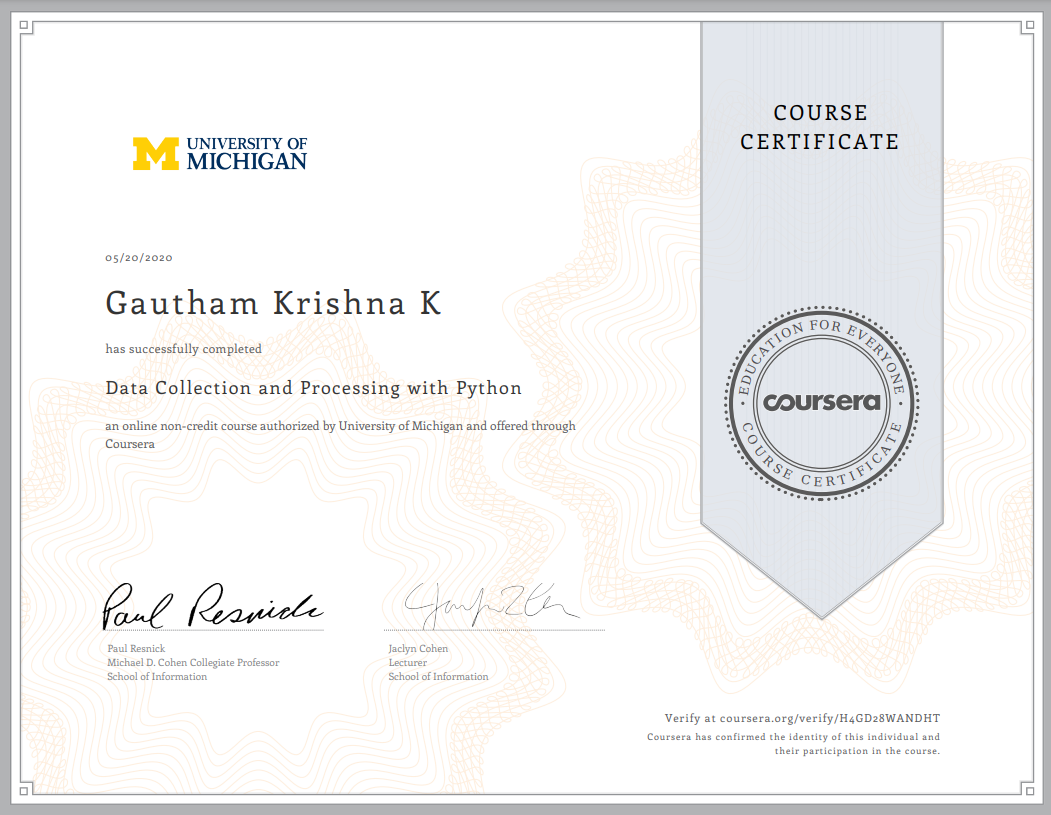 UNIVERSITY OF
MICHIGAN
COURSE
CERTIFICATE
05/20/2020
Gautham Krishna K
has successfully completed
Data Collection and Processing with Python
an online non-credit course authorized by University of Michigan and offered through
Coursera
EDUCATION FOR EVERYONE
coursera
COURSE CERTIFICATE
Paul Resnick
Paul Resnick
Michael D. Cohen Collegiate Professor
School of Information
Jaclyn Cohen
Lecturer
School of Information
Verify at coursera.org/verify/H4GD28WANDHT
Coursera has confirmed the identity of this individual and
their participation in the course.